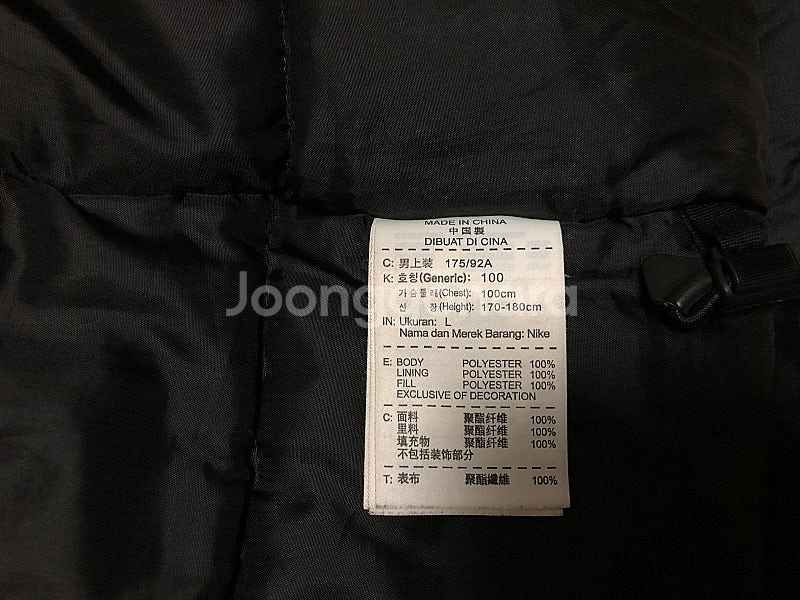 MADE IN CHINA
中国製
DIBUAT DI CINA
C: 男上装 175/92A
K: 호칭(Generic): 100
가슴둘레(Chest): 100cm
신 장(Height): 170-180cm
IN: Ukuran: L
Nama dan Merek Barang: Nike
E: BODY POLYESTER 100%
LINING POLYESTER 100%
FILL POLYESTER 100%
EXCLUSIVE OF DECORATION
C: 面料 聚酯纤维 100%
里料 聚酯纤维 100%
填充物 聚酯纤维 100%
不包括装饰部分
T: 表布 聚酯纖維 100%